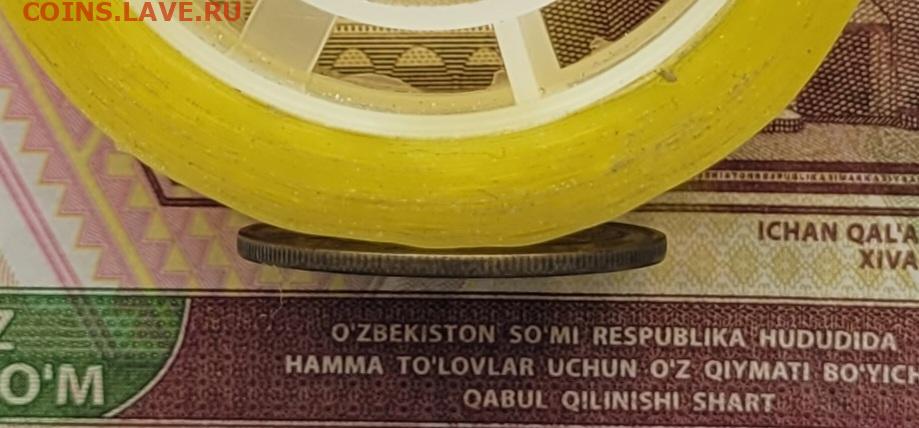 COINS.LAVE.RU
ICHAN QAL'A
XIVA
Z
O'M
O'ZBEKISTON SO'MI RESPUBLIKA HUDUDIDA
HAMMA TO'LOVLAR UCHUN O'Z QIYMATI BO'YICH
QABUL QILINISHI SHART